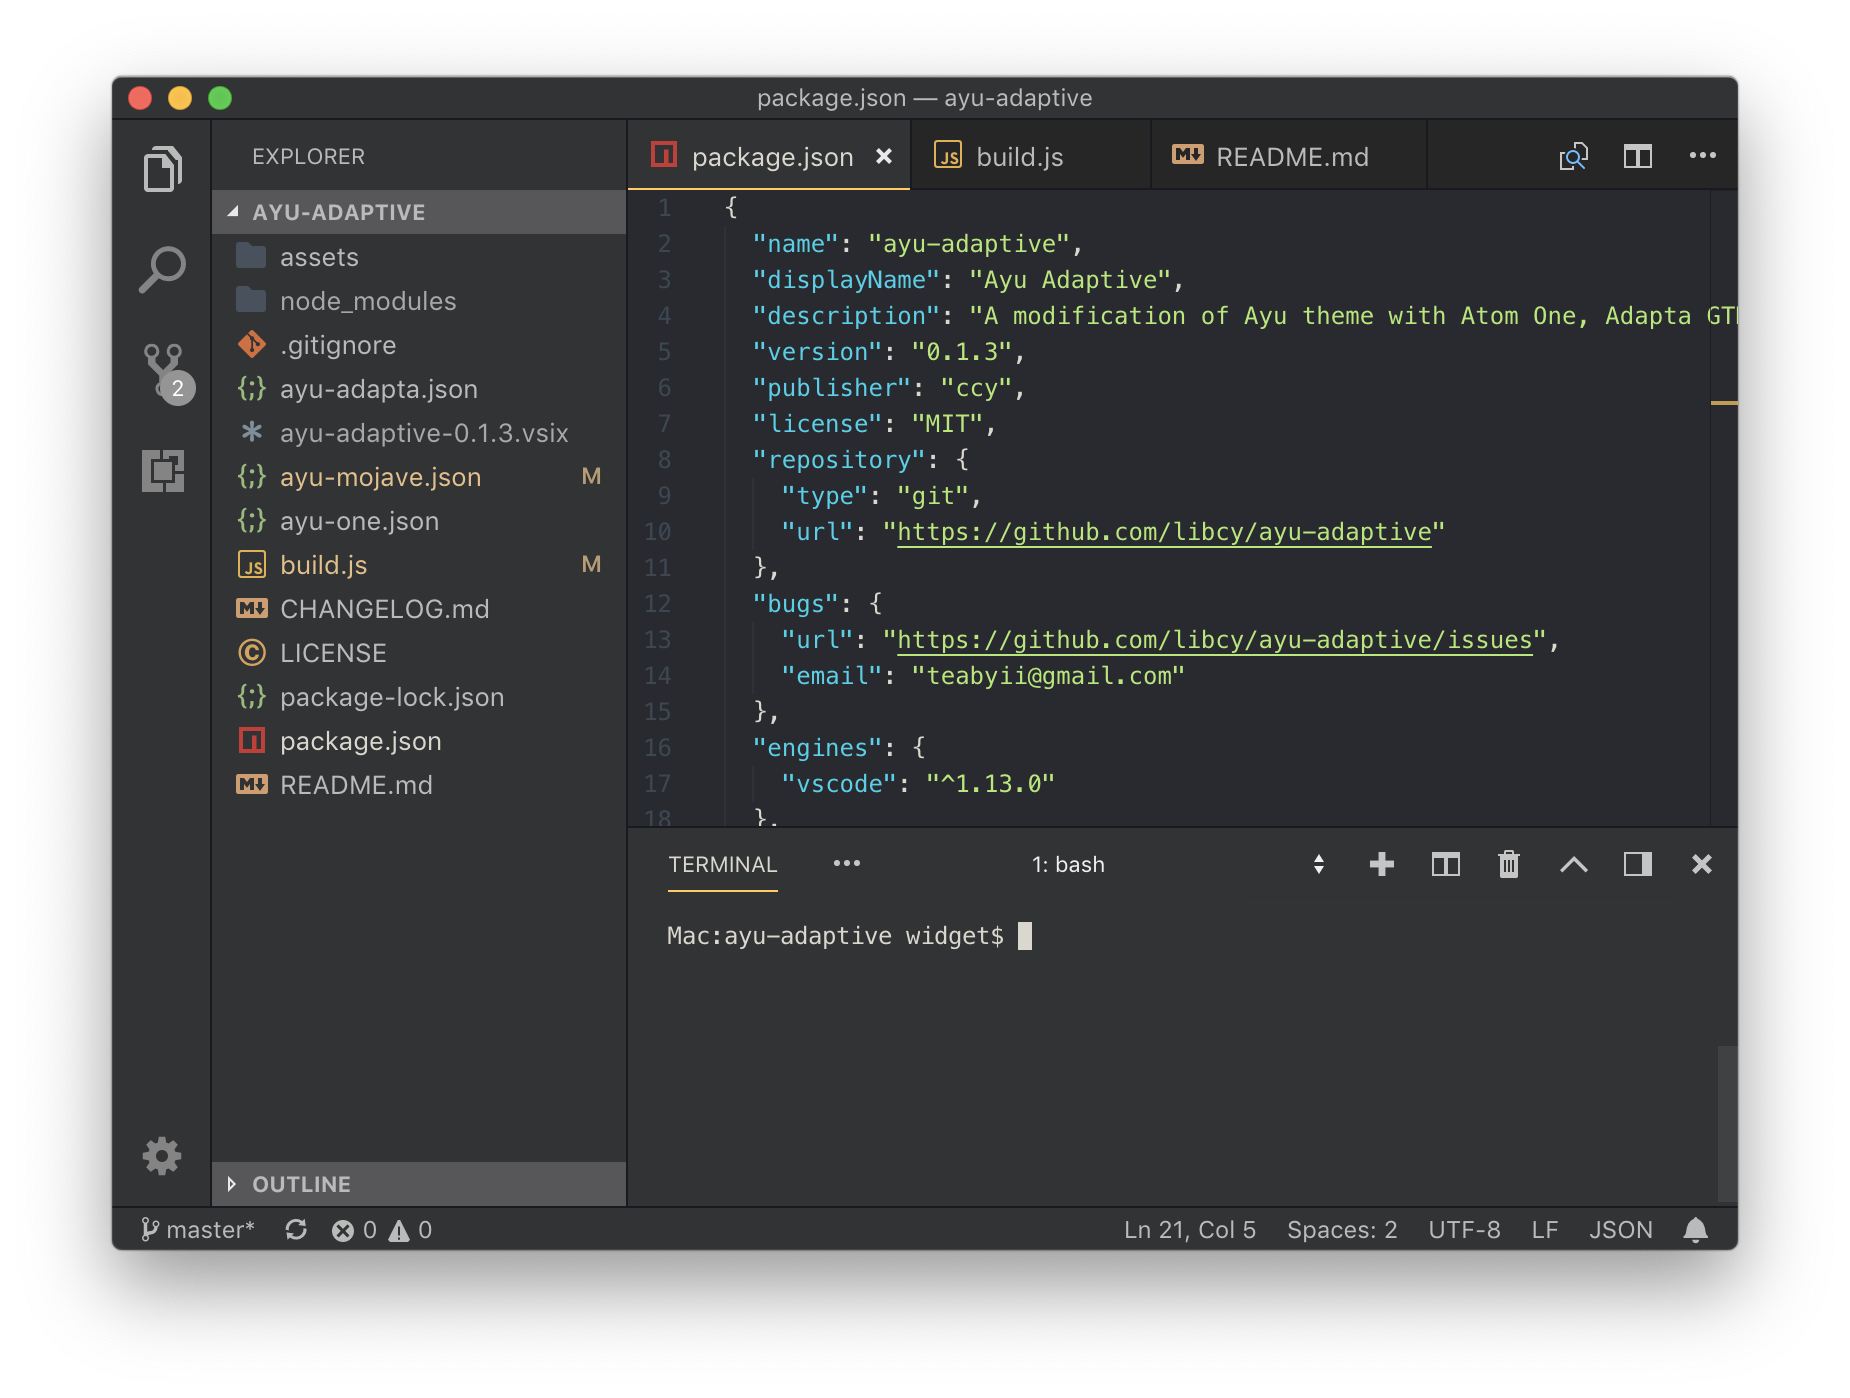 package.json — ayu-adaptive
EXPLORER
AYU-ADAPTIVE
assets
node_modules
.gitignore
ayu-adapta.json
ayu-adaptive-0.1.3.vsix
ayu-mojave.json M
ayu-one.json
build.js M
CHANGELOG.md
LICENSE
package-lock.json
package.json
README.md
OUTLINE
2
package.json
build.js
README.md
1 {
2 "name": "ayu-adaptive",
3 "displayName": "Ayu Adaptive",
4 "description": "A modification of Ayu theme with Atom One, Adapta
5 "version": "0.1.3",
6 "publisher": "ccy",
7 "license": "MIT",
8 "repository": {
9 "type": "git",
10 "url": "https://github.com/libcy/ayu-adaptive"
11 },
12 "bugs": {
13 "url": "https://github.com/libcy/ayu-adaptive/issues",
14 "email": "teabyii@gmail.com"
15 },
16 "engines": {
17 "vscode": "^1.13.0"
18 },
TERMINAL
1: bash
Mac:ayu-adaptive widget$
master* 0 0
Ln 21, Col 5 Spaces: 2 UTF-8 LF JSON